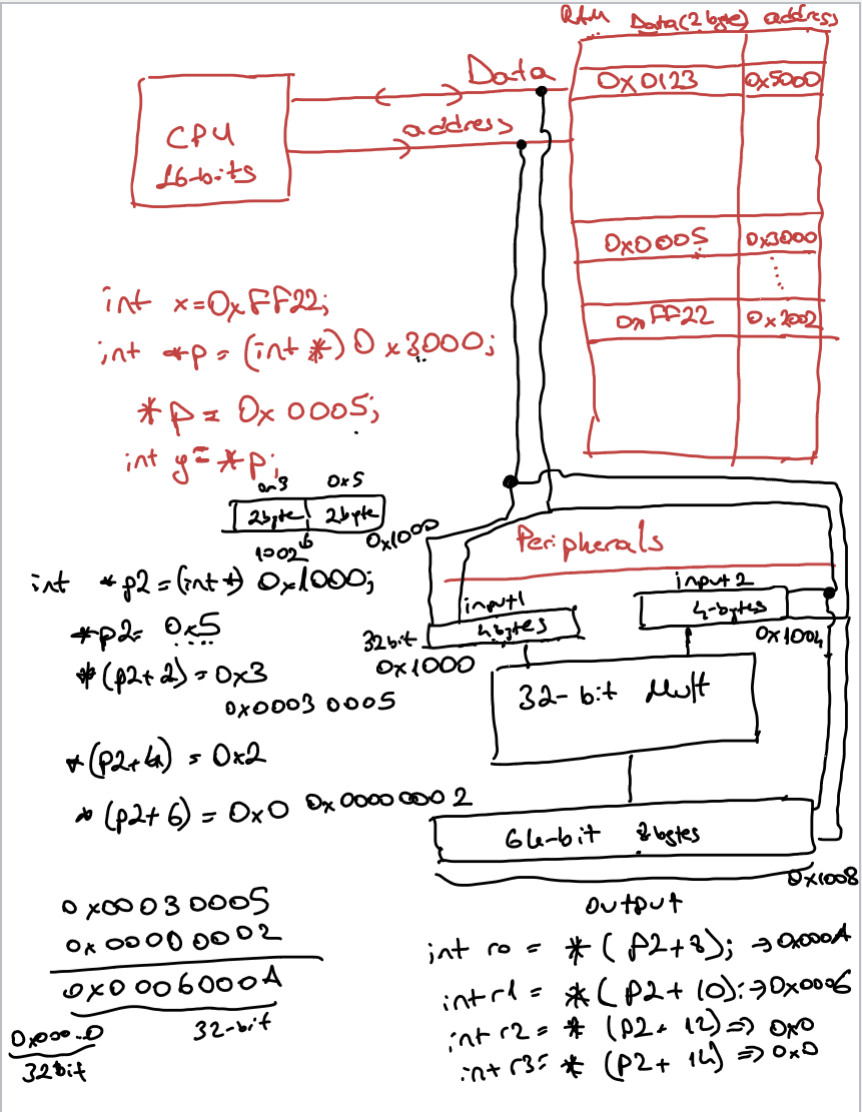 RAM Data(2 byte) address
Data
0x0123 0x5000
address
CPU
16-bits
0x0005 0x3000
int x=0xFF22;
0xFF22 0x2002
int *p = (int *) 0x3000;
*p = 0x0005;
int y = *p;
0x3 0x5
2byte 2byte
1002 0x1000
Peripherals
int *p2 = (int *) 0x1000;
input1 input2
4bytes 4-bytes
*p2 = 0x5
32bit 0x1004
0x1000
*(p2+2) = 0x3
32-bit Mult
0x0003 0005
*(p2+4) = 0x2
*(p2+6) = 0x0 0x0000 0002
64-bit 8bytes
0x1008
0x0003 0005
output
0x0000 0002
int r0 = *(p2+8); → 0x000A
0x0006000A
int r1 = *(p2+10); → 0x0006
32-bit
int r2 = *(p2+12) ⇒ 0x0
0x000..0
int r3 = *(p2+14) ⇒ 0x0
32bit